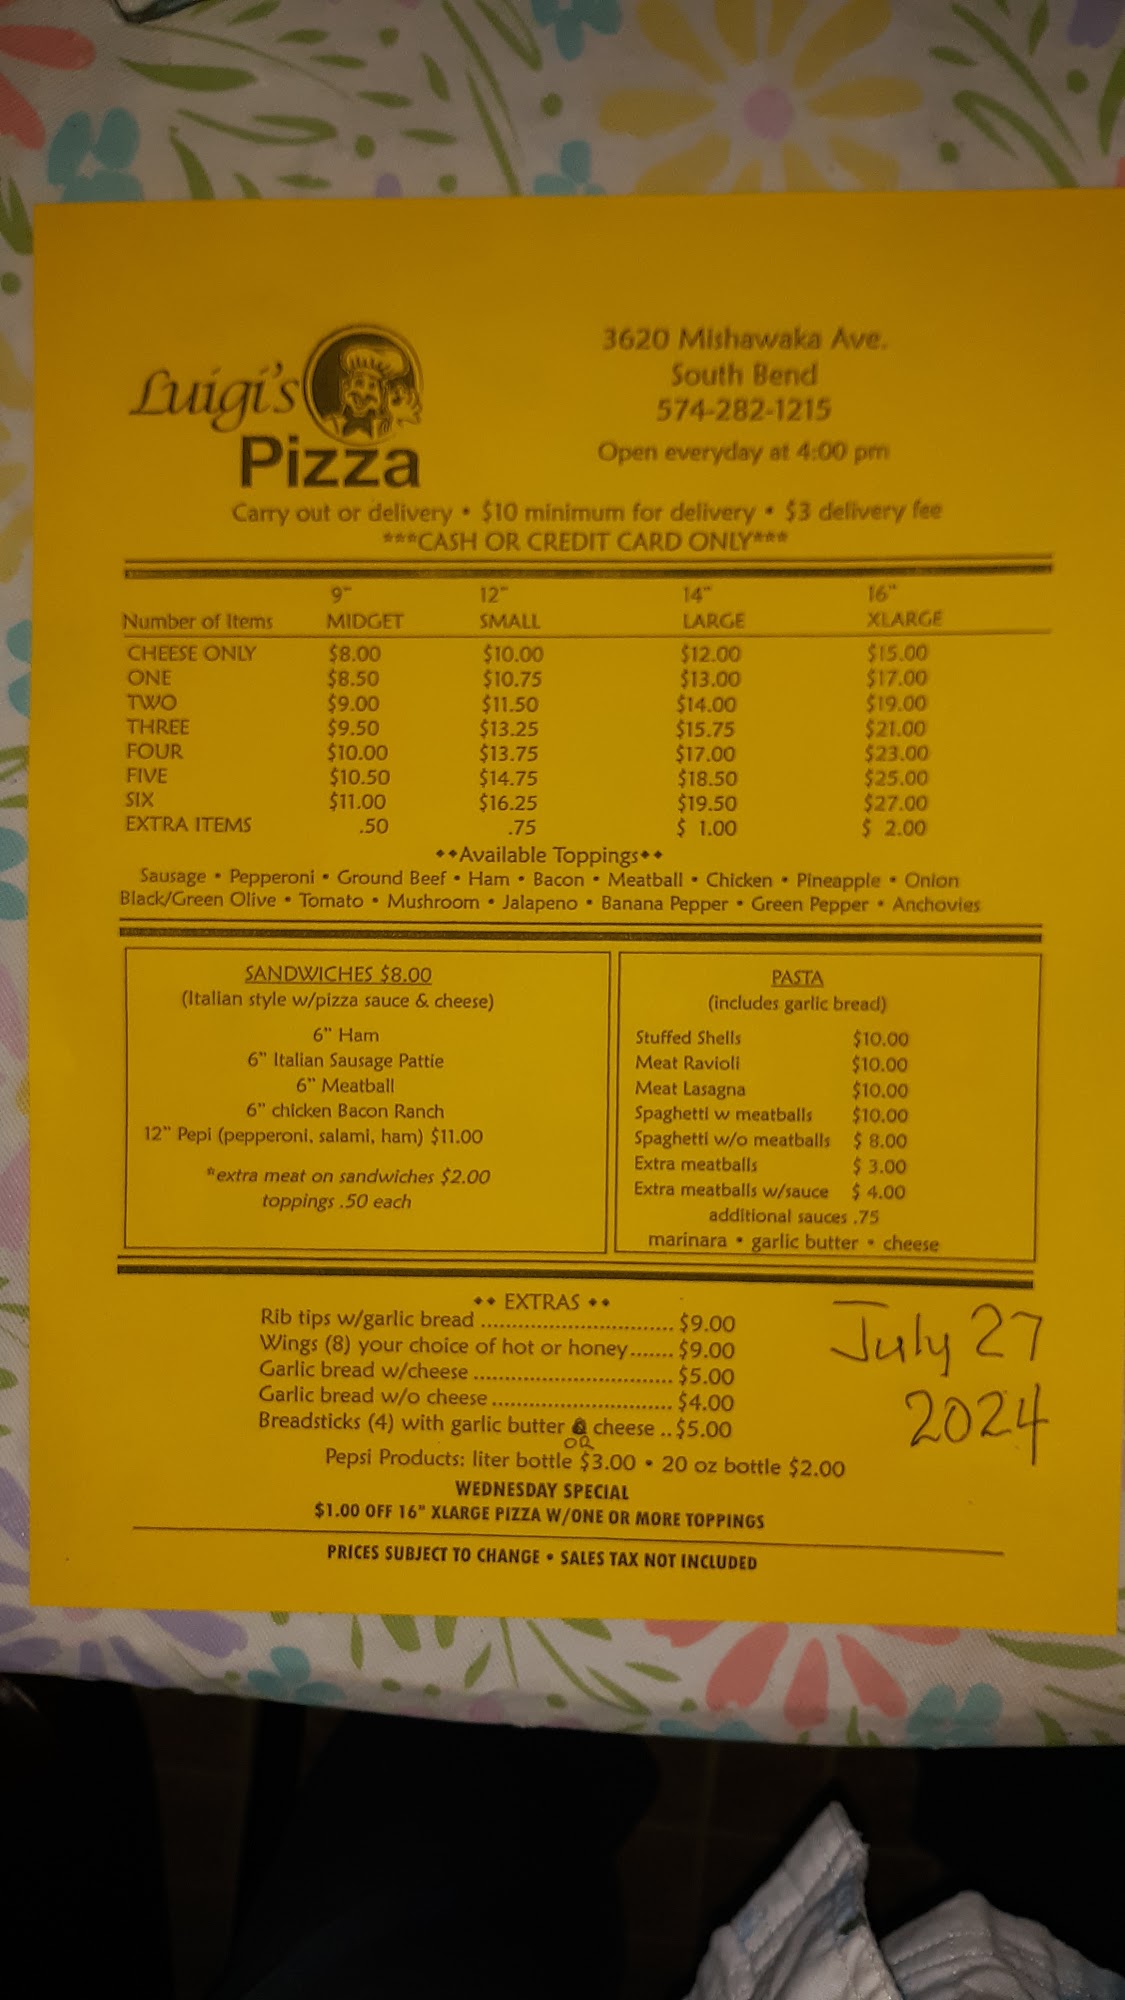 Luigi's
Pizza
3620 Mishawaka Ave.
South Bend
574-282-1215
Open everyday at 4:00 pm
Carry out or delivery • $10 minimum for delivery • $3 delivery fee
***CASH OR CREDIT CARD ONLY***
9" 12" 14" 16"
Number of Items MIDGET SMALL LARGE XLARGE
CHEESE ONLY $8.00 $10.00 $12.00 $15.00
ONE $8.50 $10.75 $13.00 $17.00
TWO $9.00 $11.50 $14.00 $19.00
THREE $9.50 $13.25 $15.75 $21.00
FOUR $10.00 $13.75 $17.00 $23.00
FIVE $10.50 $14.75 $18.50 $25.00
SIX $11.00 $16.25 $19.50 $27.00
EXTRA ITEMS .50 .75 $ 1.00 $ 2.00
••Available Toppings••
Sausage • Pepperoni • Ground Beef • Ham • Bacon • Meatball • Chicken • Pineapple • Onion
Black/Green Olive • Tomato • Mushroom • Jalapeno • Banana Pepper • Green Pepper • Anchovies
SANDWICHES $8.00
(Italian style w/pizza sauce & cheese)
6" Ham
6" Italian Sausage Pattie
6" Meatball
6" chicken Bacon Ranch
12" Pepi (pepperoni, salami, ham) $11.00
*extra meat on sandwiches $2.00
toppings .50 each
PASTA
(includes garlic bread)
Stuffed Shells $10.00
Meat Ravioli $10.00
Meat Lasagna $10.00
Spaghetti w meatballs $10.00
Spaghetti w/o meatballs $ 8.00
Extra meatballs $ 3.00
Extra meatballs w/sauce $ 4.00
additional sauces .75
marinara • garlic butter • cheese
•• EXTRAS ••
Rib tips w/garlic bread .............................. $9.00
Wings (8) your choice of hot or honey....... $9.00
Garlic bread w/cheese ............................... $5.00
Garlic bread w/o cheese ............................ $4.00
Breadsticks (4) with garlic butter & cheese .. $5.00
OR
Pepsi Products: liter bottle $3.00 • 20 oz bottle $2.00
WEDNESDAY SPECIAL
$1.00 OFF 16" XLARGE PIZZA W/ONE OR MORE TOPPINGS
PRICES SUBJECT TO CHANGE • SALES TAX NOT INCLUDED
July 27
2024